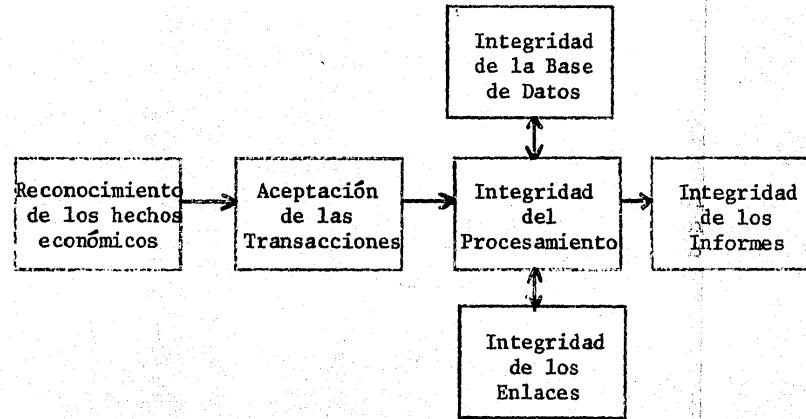 Integridad
de la Base
de Datos
Reconocimiento
de los hechos
económicos
Aceptación
de las
Transacciones
Integridad
del
Procesamiento
Integridad
de los
Informes
Integridad
de los
Enlaces